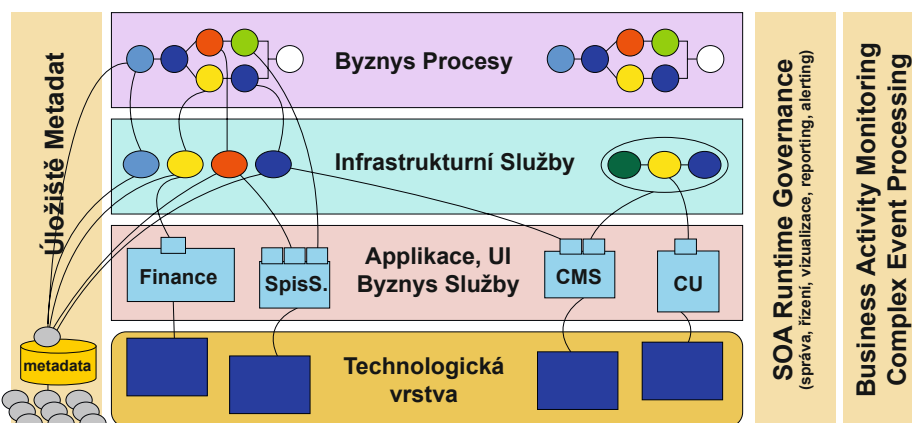 Úložiště Metadat
metadata
Byznys Procesy
Infrastrukturní Služby
Applikace, UI
Byznys Služby
Finance
SpisS.
CMS
CU
Technologická
vrstva
SOA Runtime Governance
(správa, řízení, vizualizace, reporting, alerting)
Business Activity Monitoring
Complex Event Processing